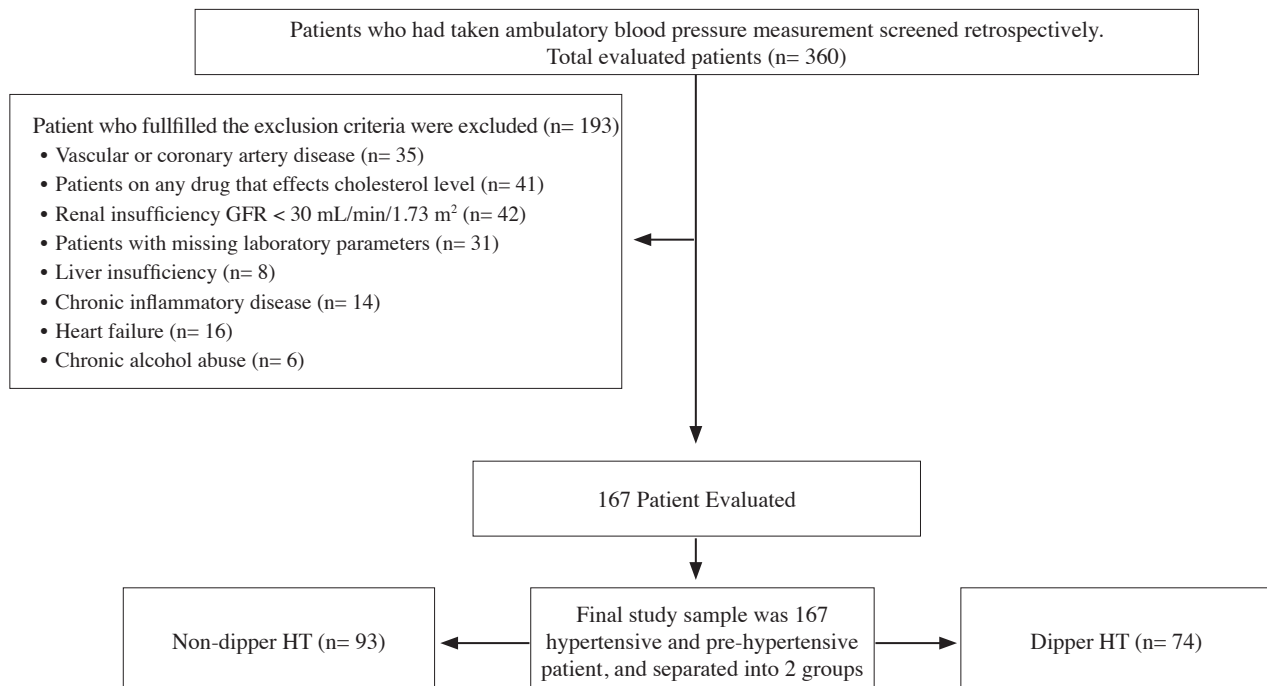 Patients who had taken ambulatory blood pressure measurement screened retrospectively.
Total evaluated patients (n= 360)
Patient who fullfilled the exclusion criteria were excluded (n= 193)
• Vascular or coronary artery disease (n= 35)
• Patients on any drug that effects cholesterol level (n= 41)
• Renal insufficiency GFR < 30 mL/min/1.73 m² (n= 42)
• Patients with missing laboratory parameters (n= 31)
• Liver insufficiency (n= 8)
• Chronic inflammatory disease (n= 14)
• Heart failure (n= 16)
• Chronic alcohol abuse (n= 6)
167 Patient Evaluated
Non-dipper HT (n= 93)
Final study sample was 167
hypertensive and pre-hypertensive
patient, and separated into 2 groups
Dipper HT (n= 74)